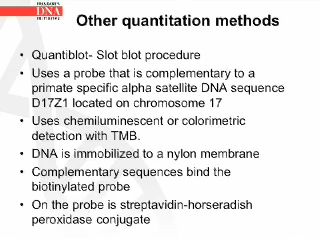 DNA
INITIATIVE
Other quantitation methods
• Quantiblot- Slot blot procedure
• Uses a probe that is complementary to a
primate specific alpha satellite DNA sequence
D17Z1 located on chromosome 17
• Uses chemiluminescent or colorimetric
detection with TMB.
• DNA is immobilized to a nylon membrane
• Complementary sequences bind the
biotinylated probe
• On the probe is streptavidin-horseradish
peroxidase conjugate